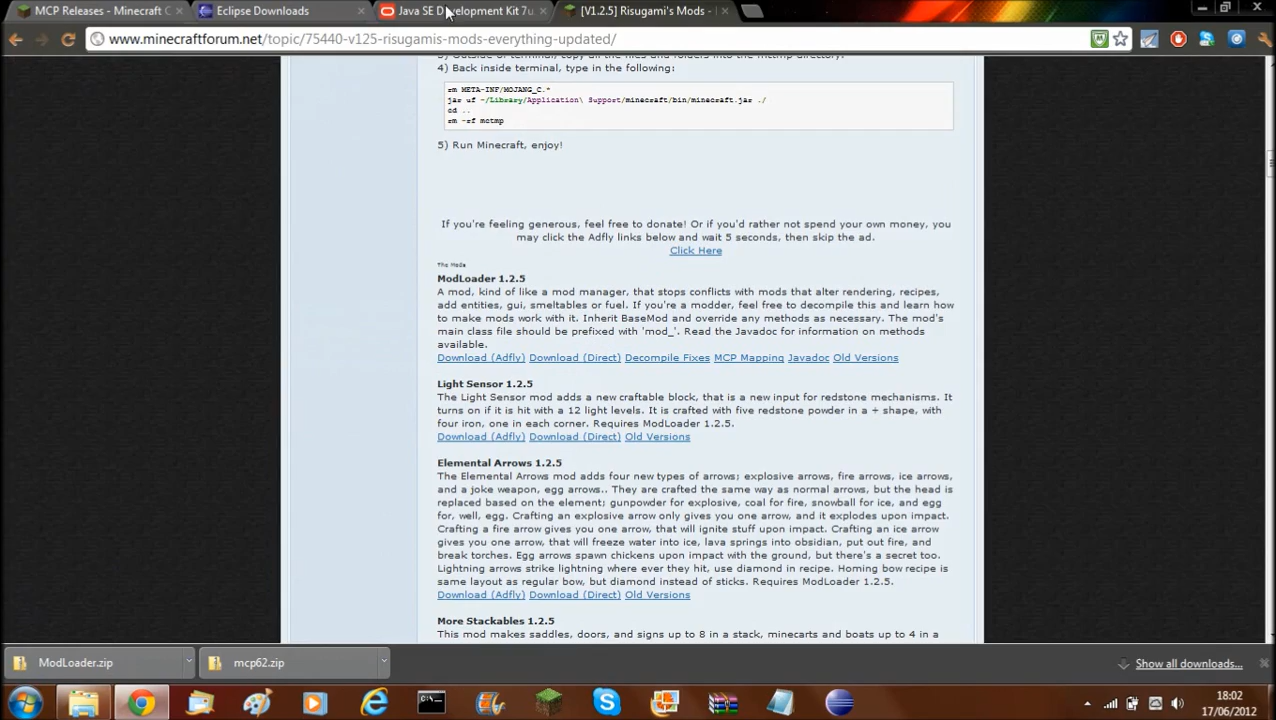 MCP Releases - Minecraft C
Eclipse Downloads
Java SE Development Kit 7u
[V1.2.5] Risugami's Mods -
www.minecraftforum.net/topic/75440-v125-risugamis-mods-everything-updated/
3) Outside of terminal, copy all the files and folders into the mctmp directory.
4) Back inside terminal, type in the following:
rm META-INF/MOJANG_C.*
jar uf ~/Library/Application\ Support/minecraft/bin/minecraft.jar ./
cd ..
rm -rf mctmp
5) Run Minecraft, enjoy!
If you're feeling generous, feel free to donate! Or if you'd rather not spend your own money, you
may click the Adfly links below and wait 5 seconds, then skip the ad.
Click Here
The Mods
ModLoader 1.2.5
A mod, kind of like a mod manager, that stops conflicts with mods that alter rendering, recipes,
add entities, gui, smeltables or fuel. If you're a modder, feel free to decompile this and learn how
to make mods work with it. Inherit BaseMod and override any methods as necessary. The mod's
main class file should be prefixed with 'mod_'. Read the Javadoc for information on methods
available.
Download (Adfly) Download (Direct) Decompile Fixes MCP Mapping Javadoc Old Versions
Light Sensor 1.2.5
The Light Sensor mod adds a new craftable block, that is a new input for redstone mechanisms. It
turns on if it is hit with a 12 light levels. It is crafted with five redstone powder in a + shape, with
four iron, one in each corner. Requires ModLoader 1.2.5.
Download (Adfly) Download (Direct) Old Versions
Elemental Arrows 1.2.5
The Elemental Arrows mod adds four new types of arrows; explosive arrows, fire arrows, ice arrows,
and a joke weapon, egg arrows.. They are crafted the same way as normal arrows, but the head is
replaced based on the element; gunpowder for explosive, coal for fire, snowball for ice, and egg
for, well, egg. Crafting an explosive arrow only gives you one arrow, and it explodes upon impact.
Crafting a fire arrow gives you one arrow, that will ignite stuff upon impact. Crafting an ice arrow
gives you one arrow, that will freeze water into ice, lava springs into obsidian, put out fire, and
break torches. Egg arrows spawn chickens upon impact with the ground, but there's a secret too.
Lightning arrows strike lightning where ever they hit, use diamond in recipe. Homing bow recipe is
same layout as regular bow, but diamond instead of sticks. Requires ModLoader 1.2.5.
Download (Adfly) Download (Direct) Old Versions
More Stackables 1.2.5
This mod makes saddles, doors, and signs up to 8 in a stack, minecarts and boats up to 4 in a
ModLoader.zip
mcp62.zip
Show all downloads...
18:02
17/06/2012